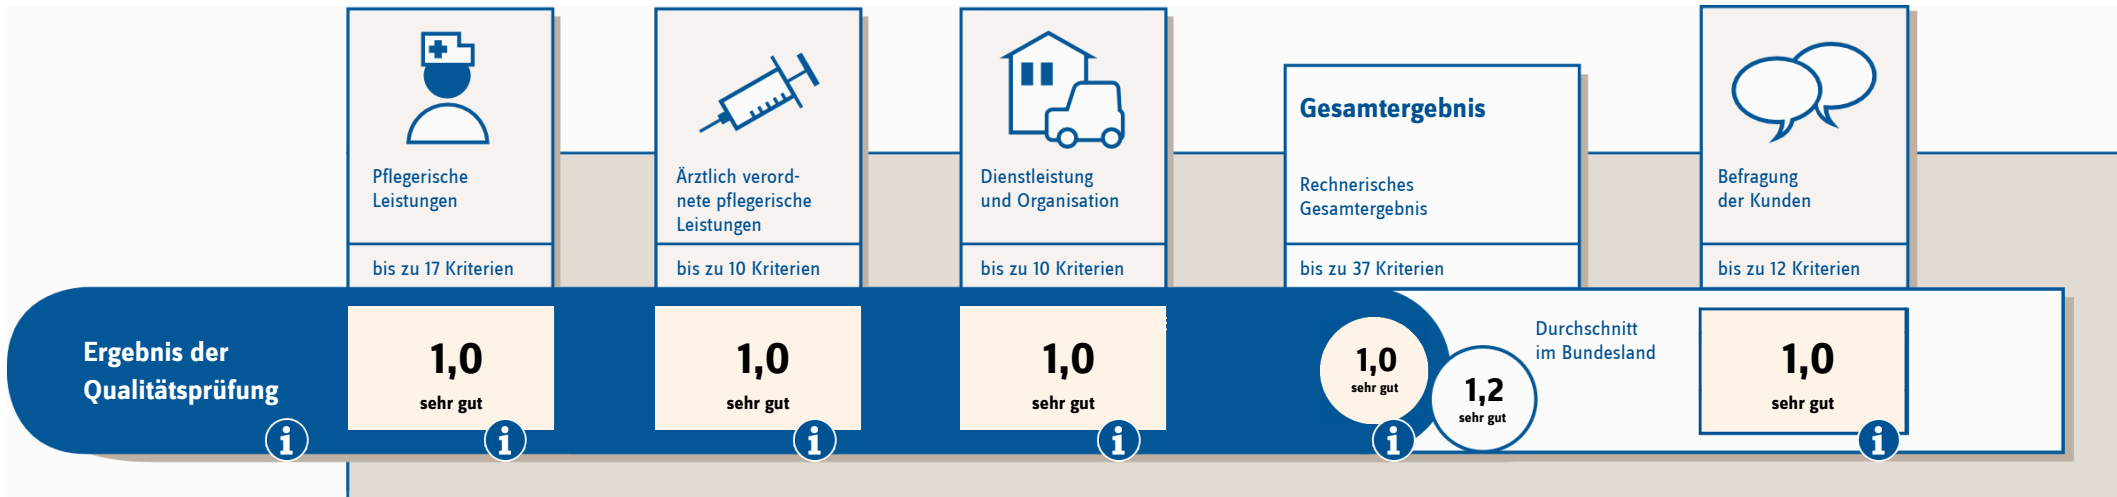 Pflegerische
Leistungen
bis zu 17 Kriterien
Ärztlich verord-
nete pflegerische
Leistungen
bis zu 10 Kriterien
Dienstleistung
und Organisation
bis zu 10 Kriterien
Gesamtergebnis
Rechnerisches
Gesamtergebnis
bis zu 37 Kriterien
Befragung
der Kunden
bis zu 12 Kriterien
Ergebnis der
Qualitätsprüfung
i
1,0
sehr gut
i
1,0
sehr gut
i
1,0
sehr gut
i
1,0
sehr gut
i
1,2
sehr gut
Durchschnitt
im Bundesland
1,0
sehr gut
i